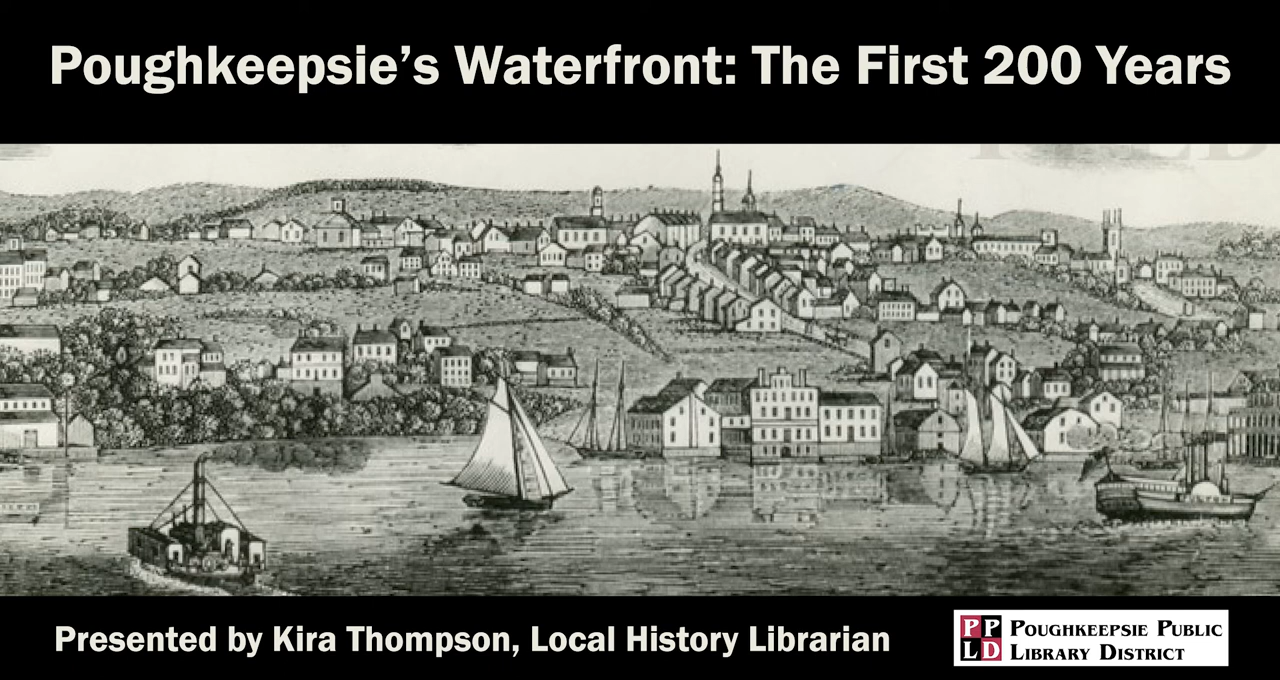 Poughkeepsie’s Waterfront: The First 200 Years
Presented by Kira Thompson, Local History Librarian
PP
LD
Poughkeepsie Public
Library District